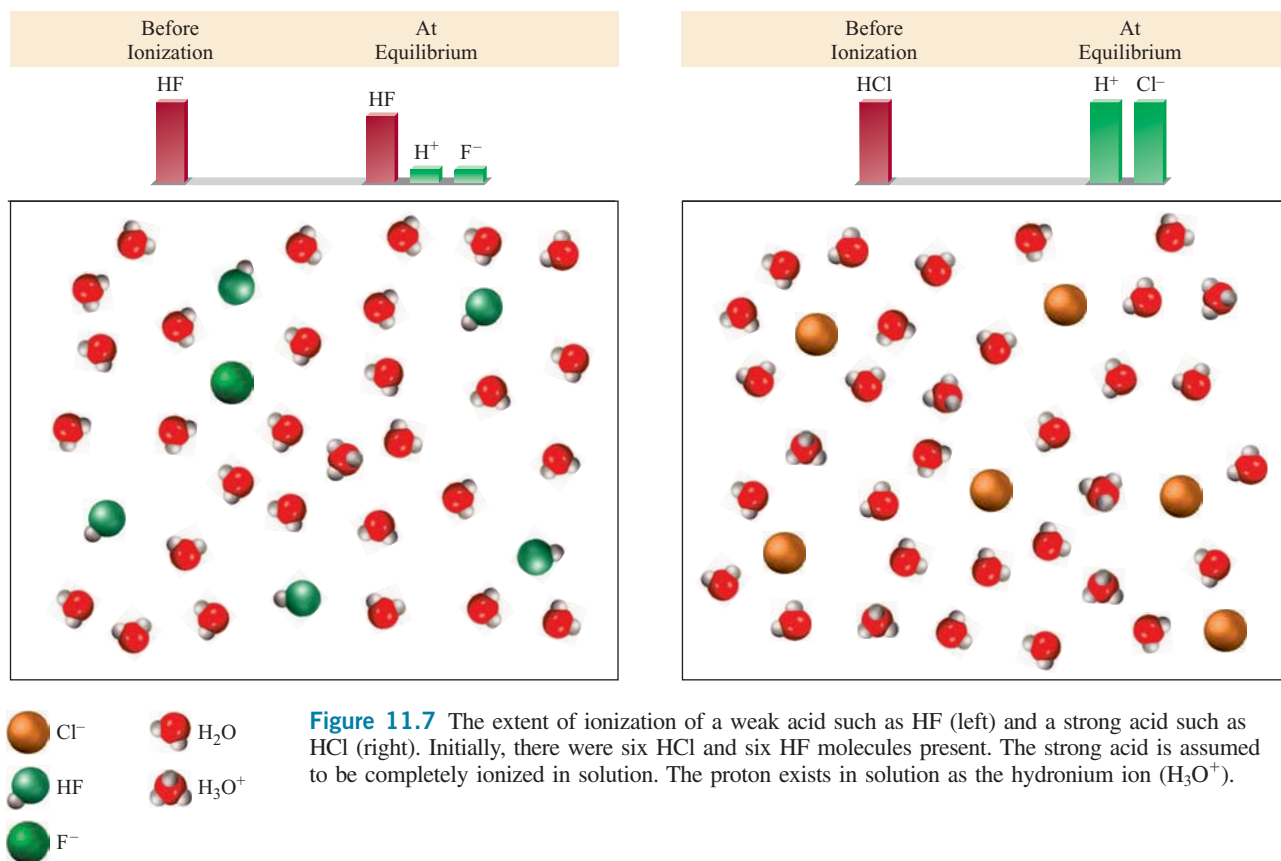 Before
Ionization
At
Equilibrium
HF
HF
H⁺
F⁻
Before
Ionization
At
Equilibrium
HCl
H⁺
Cl⁻
Cl⁻
H₂O
HF
H₃O⁺
F⁻
Figure 11.7 The extent of ionization of a weak acid such as HF (left) and a strong acid such as
HCl (right). Initially, there were six HCl and six HF molecules present. The strong acid is assumed
to be completely ionized in solution. The proton exists in solution as the hydronium ion (H₃O⁺).